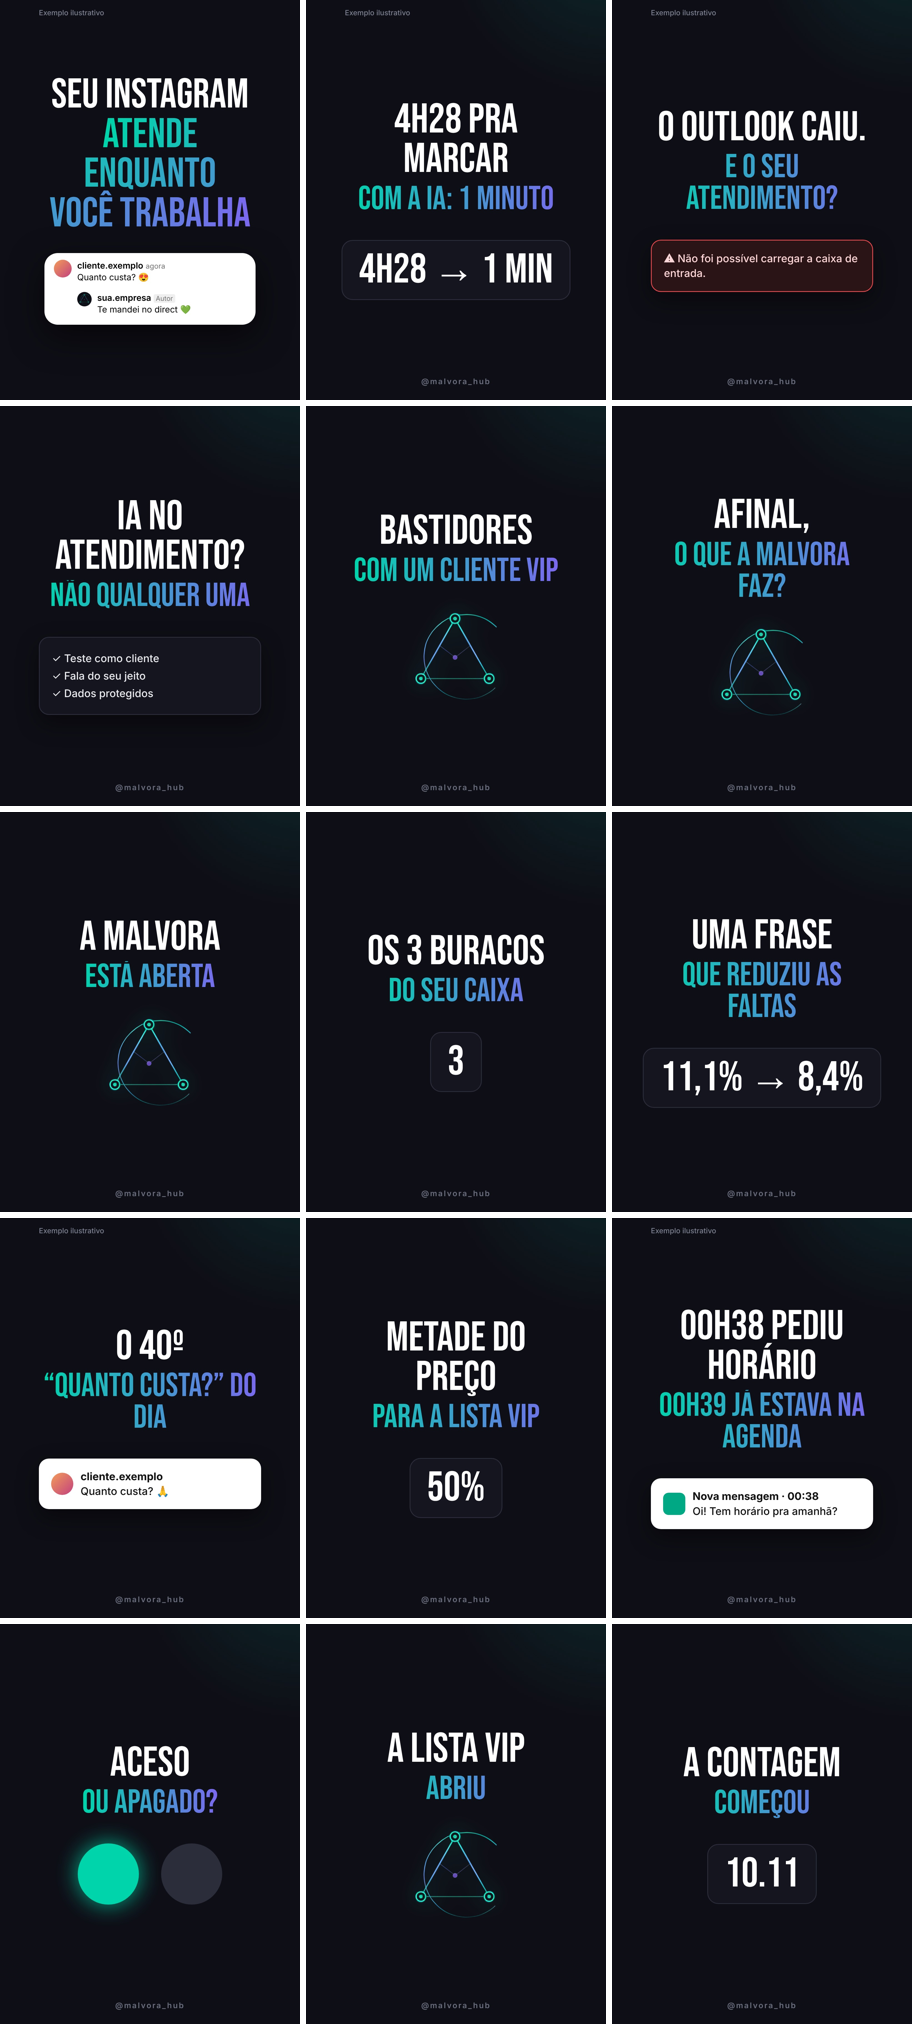 Exemplo ilustrativo
SEU INSTAGRAM
ATENDE
ENQUANTO
VOCÊ TRABALHA
cliente.exemplo agora
Quanto custa? 😍
sua.empresa Autor
Te mandei no direct 💚
Exemplo ilustrativo
4H28 PRA
MARCAR
COM A IA: 1 MINUTO
4H28 → 1 MIN
@malvora_hub
Exemplo ilustrativo
O OUTLOOK CAIU.
E O SEU
ATENDIMENTO?
⚠ Não foi possível carregar a caixa de
entrada.
@malvora_hub
IA NO
ATENDIMENTO?
NÃO QUALQUER UMA
✓ Teste como cliente
✓ Fala do seu jeito
✓ Dados protegidos
@malvora_hub
BASTIDORES
COM UM CLIENTE VIP
@malvora_hub
AFINAL,
O QUE A MALVORA
FAZ?
@malvora_hub
A MALVORA
ESTÁ ABERTA
@malvora_hub
OS 3 BURACOS
DO SEU CAIXA
3
@malvora_hub
UMA FRASE
QUE REDUZIU AS
FALTAS
11,1% → 8,4%
@malvora_hub
Exemplo ilustrativo
O 40º
“QUANTO CUSTA?” DO
DIA
cliente.exemplo
Quanto custa? 🙏
@malvora_hub
METADE DO
PREÇO
PARA A LISTA VIP
50%
@malvora_hub
Exemplo ilustrativo
00H38 PEDIU
HORÁRIO
00H39 JÁ ESTAVA NA
AGENDA
Nova mensagem · 00:38
Oi! Tem horário pra amanhã?
@malvora_hub
ACESO
OU APAGADO?
@malvora_hub
A LISTA VIP
ABRIU
@malvora_hub
A CONTAGEM
COMEÇOU
10.11
@malvora_hub